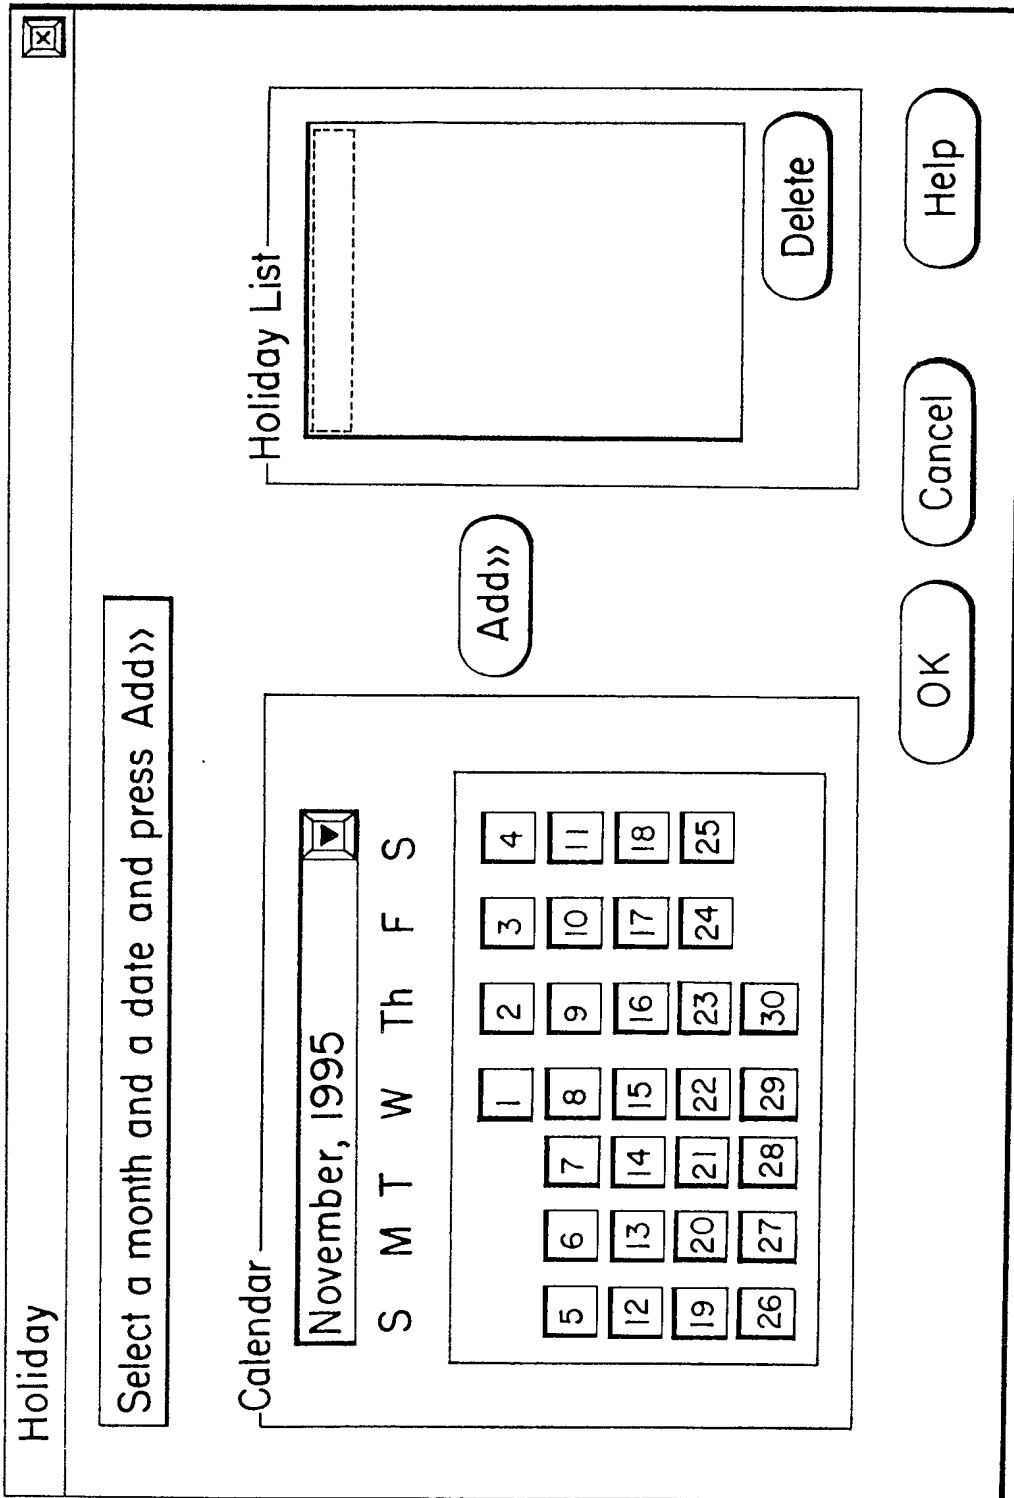 Holiday
Select a month and a date and press Add»
Calendar
November, 1995
S M T W Th F S
1 2 3 4
5 6 7 8 9 10 11
12 13 14 15 16 17 18
19 20 21 22 23 24 25
26 27 28 29 30
Add»
Holiday List
Delete
OK Cancel Help